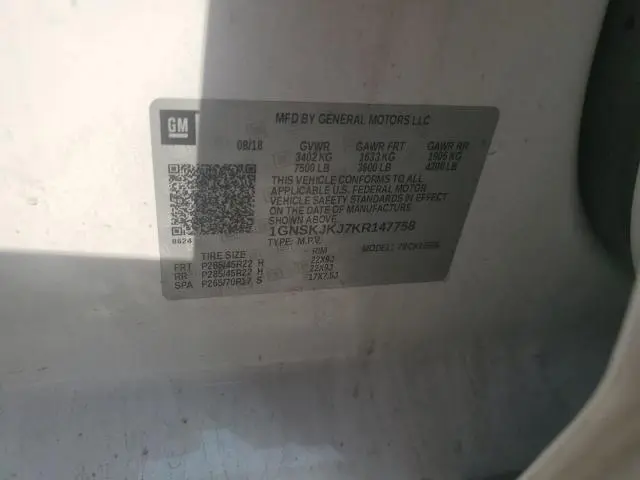 GM
MFD BY GENERAL MOTORS LLC
08/18 GVWR GAWR FRT GAWR RR
3402 KG 1633 KG 1905 KG
7500 LB 3600 LB 4200 LB
THIS VEHICLE CONFORMS TO ALL
APPLICABLE U.S. FEDERAL MOTOR
VEHICLE SAFETY STANDARDS IN EFFECT
ON THE DATE OF MANUFACTURE
SHOWN ABOVE.
1GNSKJKJ7KR147758
8624 TYPE: M.P.V. MODEL:
TIRE SIZE RIM
FRT P285/45R22 H 22X9J
RR P285/45R22 H 22X9J
SPA P265/70R17 S 17X7.5J